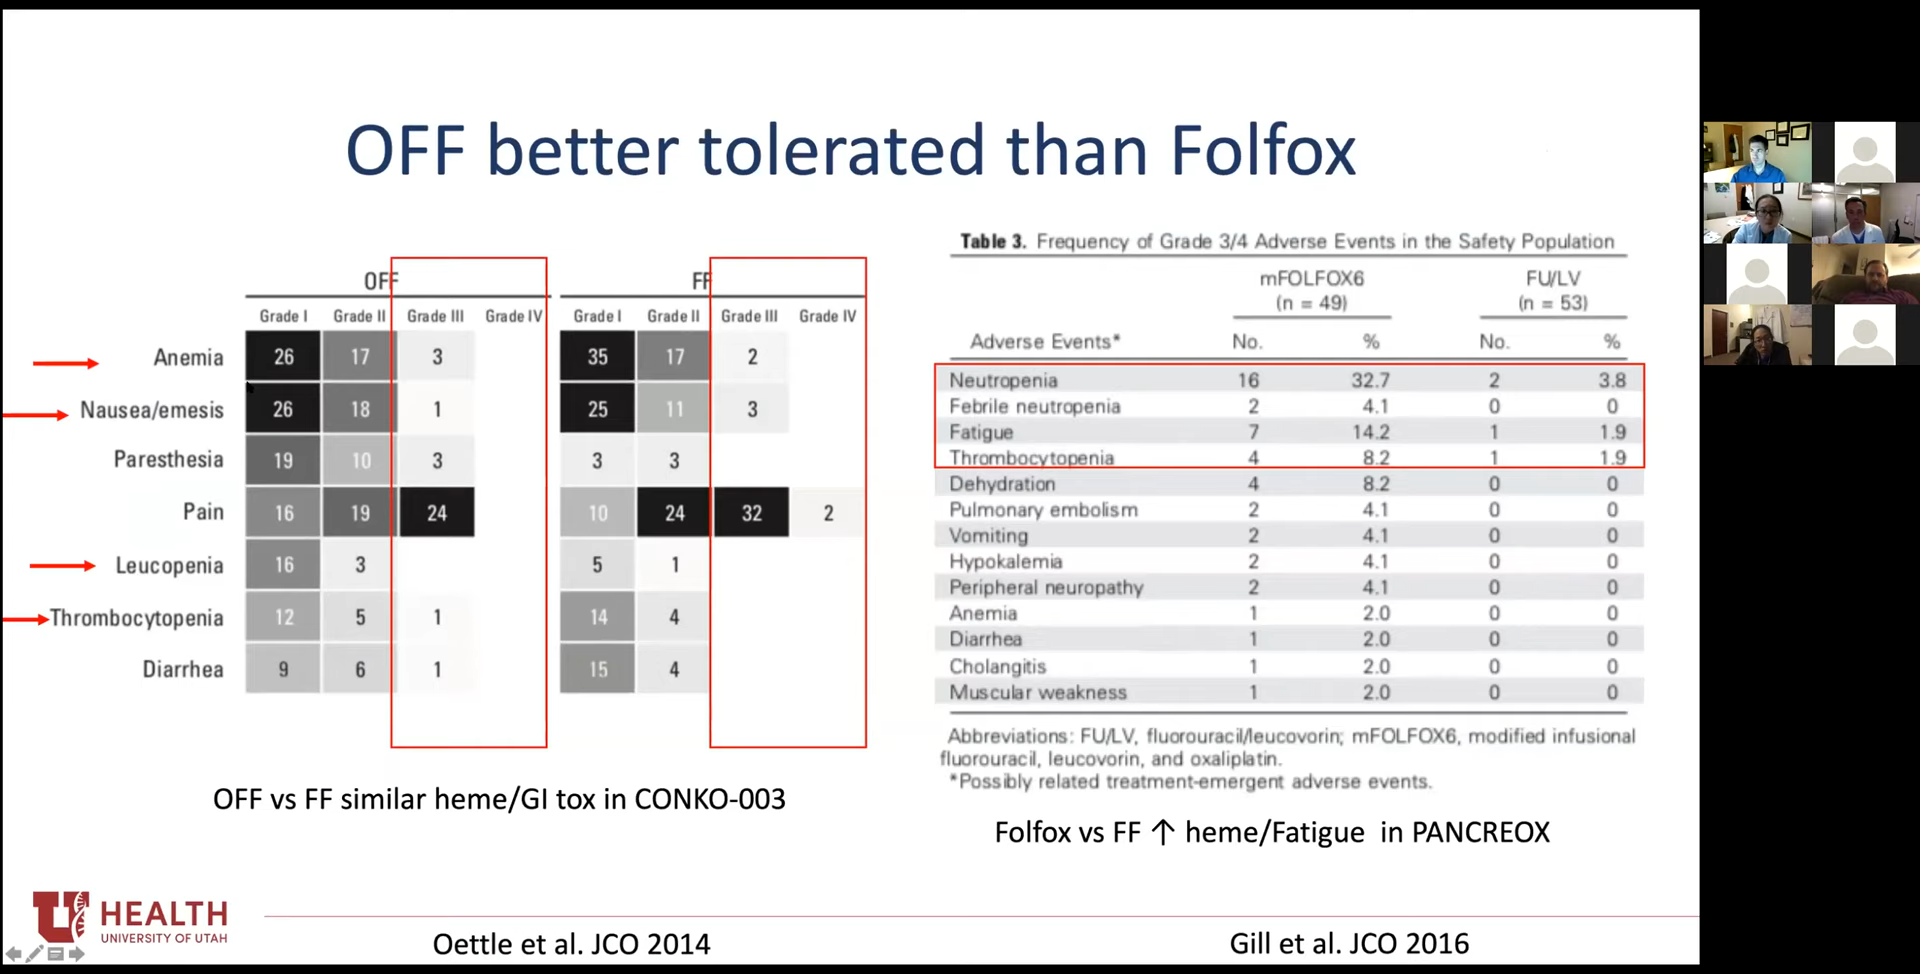 OFF better tolerated than Folfox
OFF
FF
Grade I Grade II Grade III Grade IV Grade I Grade II Grade III Grade IV
Anemia 26 17 3 35 17 2
Nausea/emesis 26 18 1 25 11 3
Paresthesia 19 10 3 3 3
Pain 16 19 24 10 24 32 2
Leucopenia 16 3 5 1
Thrombocytopenia 12 5 1 14 4
Diarrhea 9 6 1 15 4
OFF vs FF similar heme/GI tox in CONKO-003
Table 3. Frequency of Grade 3/4 Adverse Events in the Safety Population
mFOLFOX6 FU/LV
(n = 49) (n = 53)
Adverse Events* No. % No. %
Neutropenia 16 32.7 2 3.8
Febrile neutropenia 2 4.1 0 0
Fatigue 7 14.2 1 1.9
Thrombocytopenia 4 8.2 1 1.9
Dehydration 4 8.2 0 0
Pulmonary embolism 2 4.1 0 0
Vomiting 2 4.1 0 0
Hypokalemia 2 4.1 0 0
Peripheral neuropathy 2 4.1 0 0
Anemia 1 2.0 0 0
Diarrhea 1 2.0 0 0
Cholangitis 1 2.0 0 0
Muscular weakness 1 2.0 0 0
Abbreviations: FU/LV, fluorouracil/leucovorin; mFOLFOX6, modified infusional
fluorouracil, leucovorin, and oxaliplatin.
*Possibly related treatment-emergent adverse events.
Folfox vs FF ↑ heme/Fatigue in PANCREOX
U HEALTH
UNIVERSITY OF UTAH
Oettle et al. JCO 2014
Gill et al. JCO 2016